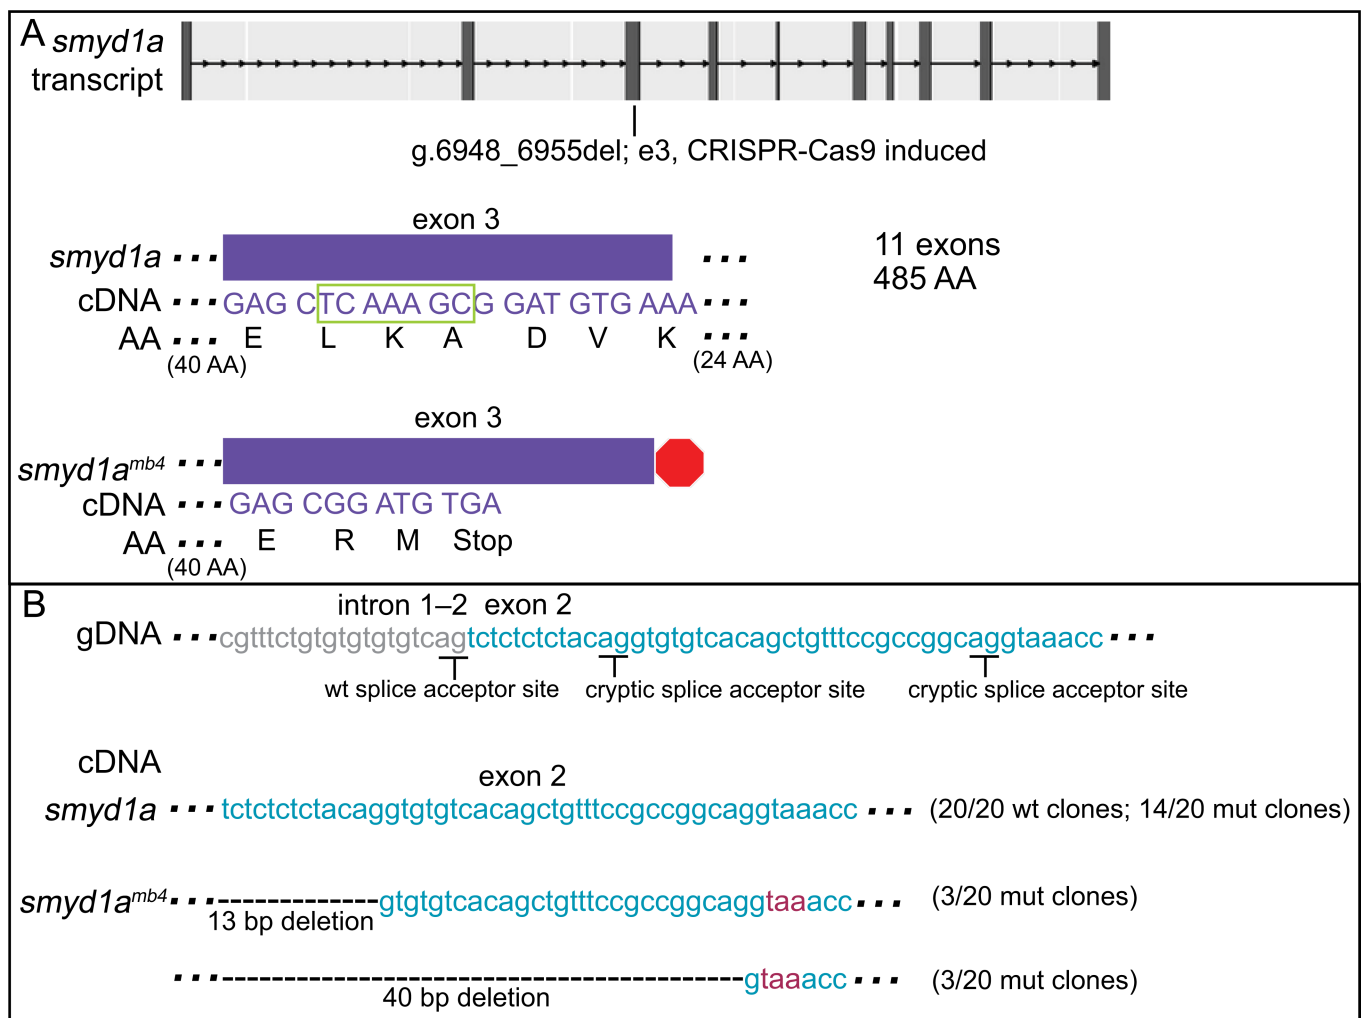 A
smyd1a
transcript
g.6948_6955del; e3, CRISPR-Cas9 induced
exon 3
smyd1a ••• •••
11 exons
485 AA
cDNA •••GAG CTC AAA GCG GAT GTG AAA•••
AA ••• E L K A D V K •••
(40 AA) (24 AA)
exon 3
smyd1amb4 •••
cDNA •••GAG CGG ATG TGA
AA ••• E R M Stop
(40 AA)
B
intron 1–2 exon 2
gDNA •••cgtttctgtgtgtgtgtcagtctctctctacaggtgtgtcacagctgtttccgccggcaggtaaacc•••
wt splice acceptor site cryptic splice acceptor site cryptic splice acceptor site
cDNA
exon 2
smyd1a •••tctctctctacaggtgtgtcacagctgtttccgccggcaggtaaacc ••• (20/20 wt clones; 14/20 mut clones)
smyd1amb4•••-------------gtgtgtcacagctgtttccgccggcaggtaaacc••• (3/20 mut clones)
13 bp deletion
•••----------------------------------------gtaaacc••• (3/20 mut clones)
40 bp deletion